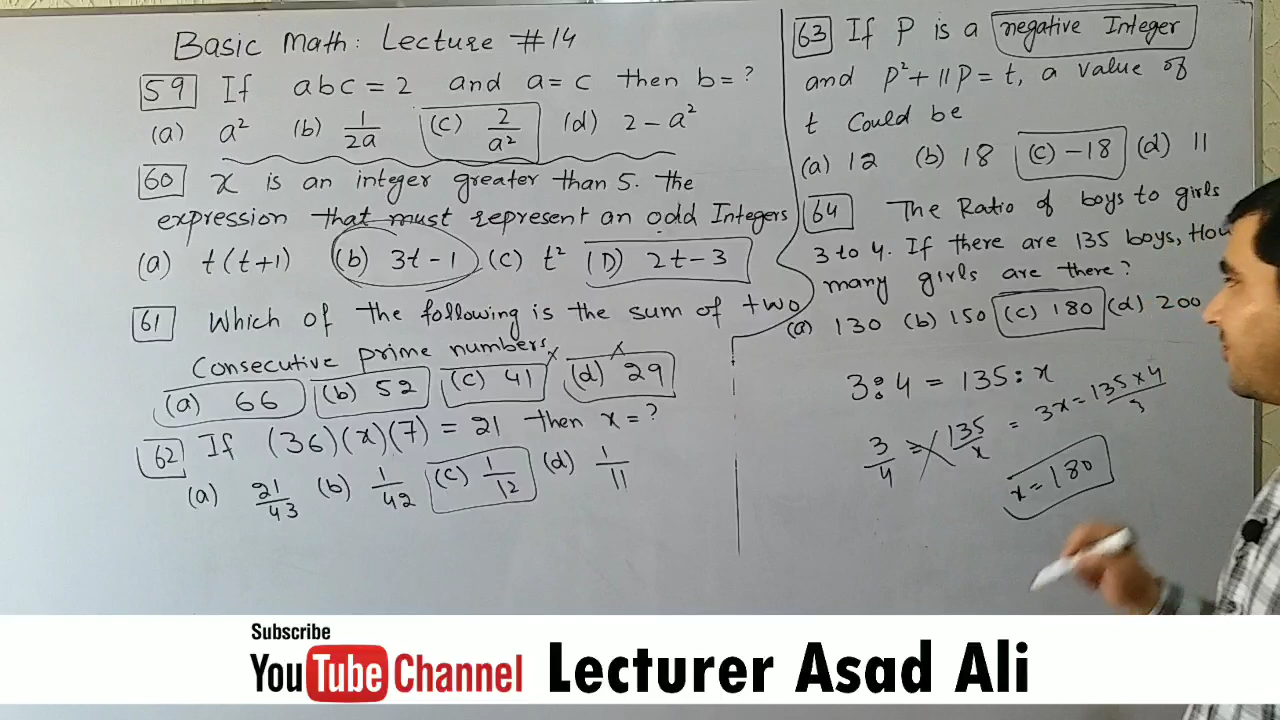 Basic Math: Lecture #14
59 If abc = 2 and a = c then b = ?
(a) a² (b) 1/2a (C) 2/a² (d) 2 - a²
60 x is an integer greater than 5. the
expression that must represent an odd Integers
(a) t(t+1) (b) 3t - 1 (C) t² (D) 2t - 3
61 Which of the following is the sum of two
Consecutive prime numbers
(a) 66 (b) 52 (C) 41 x (d) 29 x
62 If (36)(x)(7) = 21 then x = ?
(a) 21/43 (b) 1/42 (C) 1/12 (d) 1/11
63 If P is a negative Integer
and P² + 11P = t, a value of
t Could be
(a) 12 (b) 18 (C) -18 (d) 11
64 The Ratio of boys to girls
3 to 4. If there are 135 boys, How
many girls are there?
(a) 130 (b) 150 (C) 180 (d) 200
3 : 4 = 135 : x
3/4 = 135/x = 3x = 135 x 4/3
x = 180
Subscribe
YouTube Channel Lecturer Asad Ali